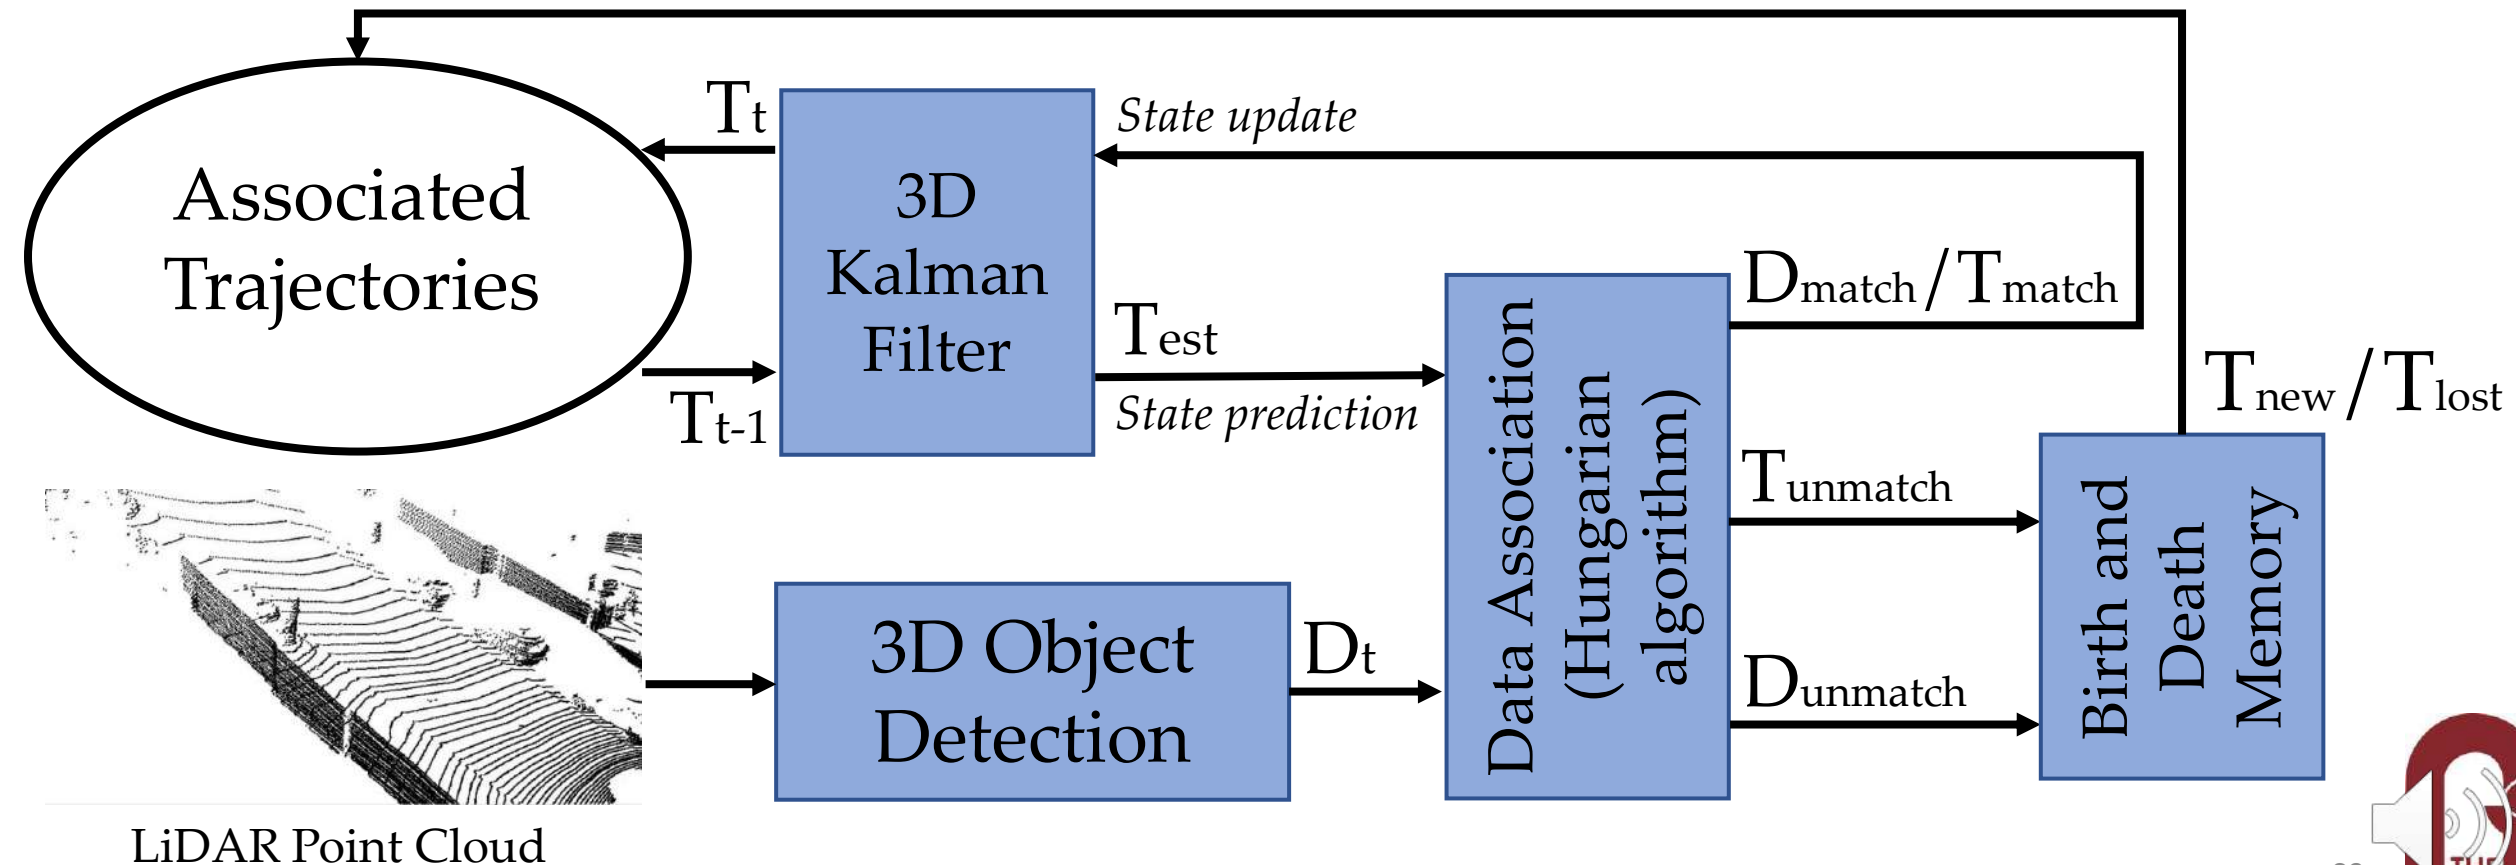 Associated
Trajectories
Tt
Tt-1
3D
Kalman
Filter
State update
Test
State prediction
LiDAR Point Cloud
3D Object
Detection
Dt
Data Association
(Hungarian
algorithm)
Dmatch/Tmatch
Tunmatch
Dunmatch
Birth and
Death
Memory
Tnew/Tlost
THE